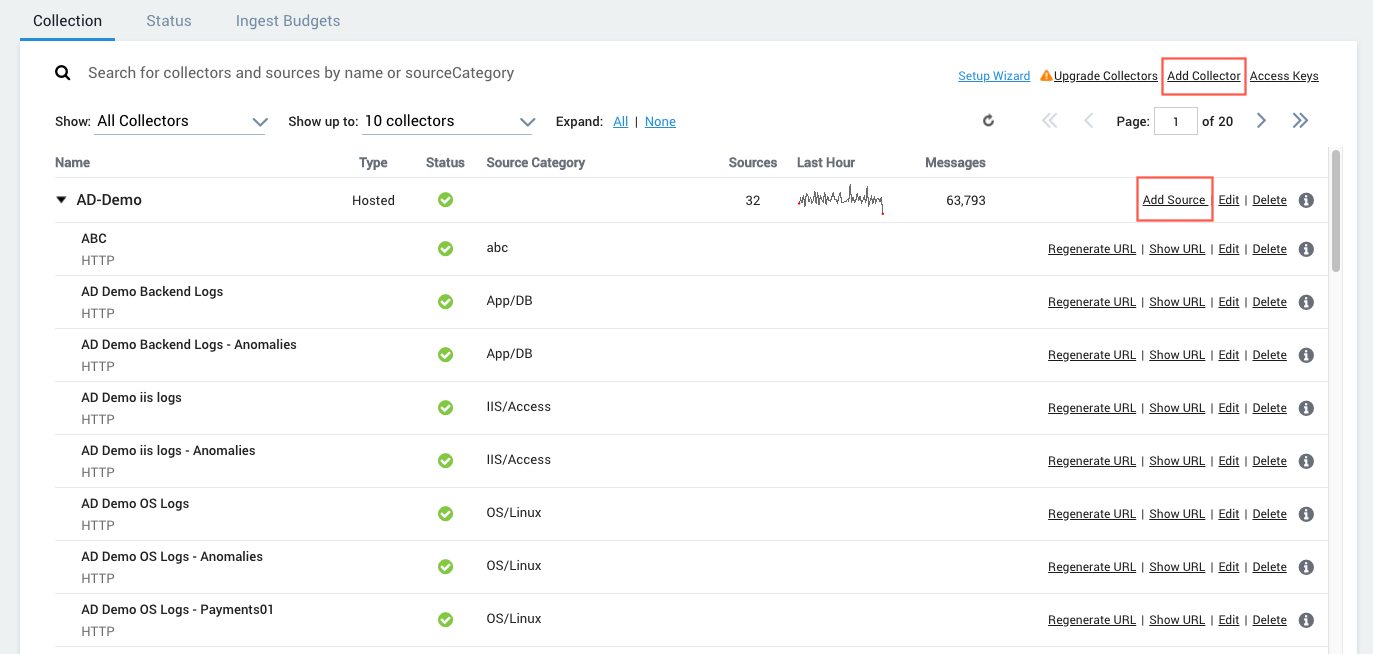 Collection Status Ingest Budgets
Search for collectors and sources by name or sourceCategory
Setup Wizard Upgrade Collectors Add Collector Access Keys
Show: All Collectors Show up to: 10 collectors Expand: All | None Page: 1 of 20
Name Type Status Source Category Sources Last Hour Messages
AD-Demo Hosted 32 63,793 Add Source Edit | Delete
ABC
HTTP
abc
Regenerate URL | Show URL | Edit | Delete
AD Demo Backend Logs
HTTP
App/DB
Regenerate URL | Show URL | Edit | Delete
AD Demo Backend Logs - Anomalies
HTTP
App/DB
Regenerate URL | Show URL | Edit | Delete
AD Demo iis logs
HTTP
IIS/Access
Regenerate URL | Show URL | Edit | Delete
AD Demo iis logs - Anomalies
HTTP
IIS/Access
Regenerate URL | Show URL | Edit | Delete
AD Demo OS Logs
HTTP
OS/Linux
Regenerate URL | Show URL | Edit | Delete
AD Demo OS Logs - Anomalies
HTTP
OS/Linux
Regenerate URL | Show URL | Edit | Delete
AD Demo OS Logs - Payments01
HTTP
OS/Linux
Regenerate URL | Show URL | Edit | Delete